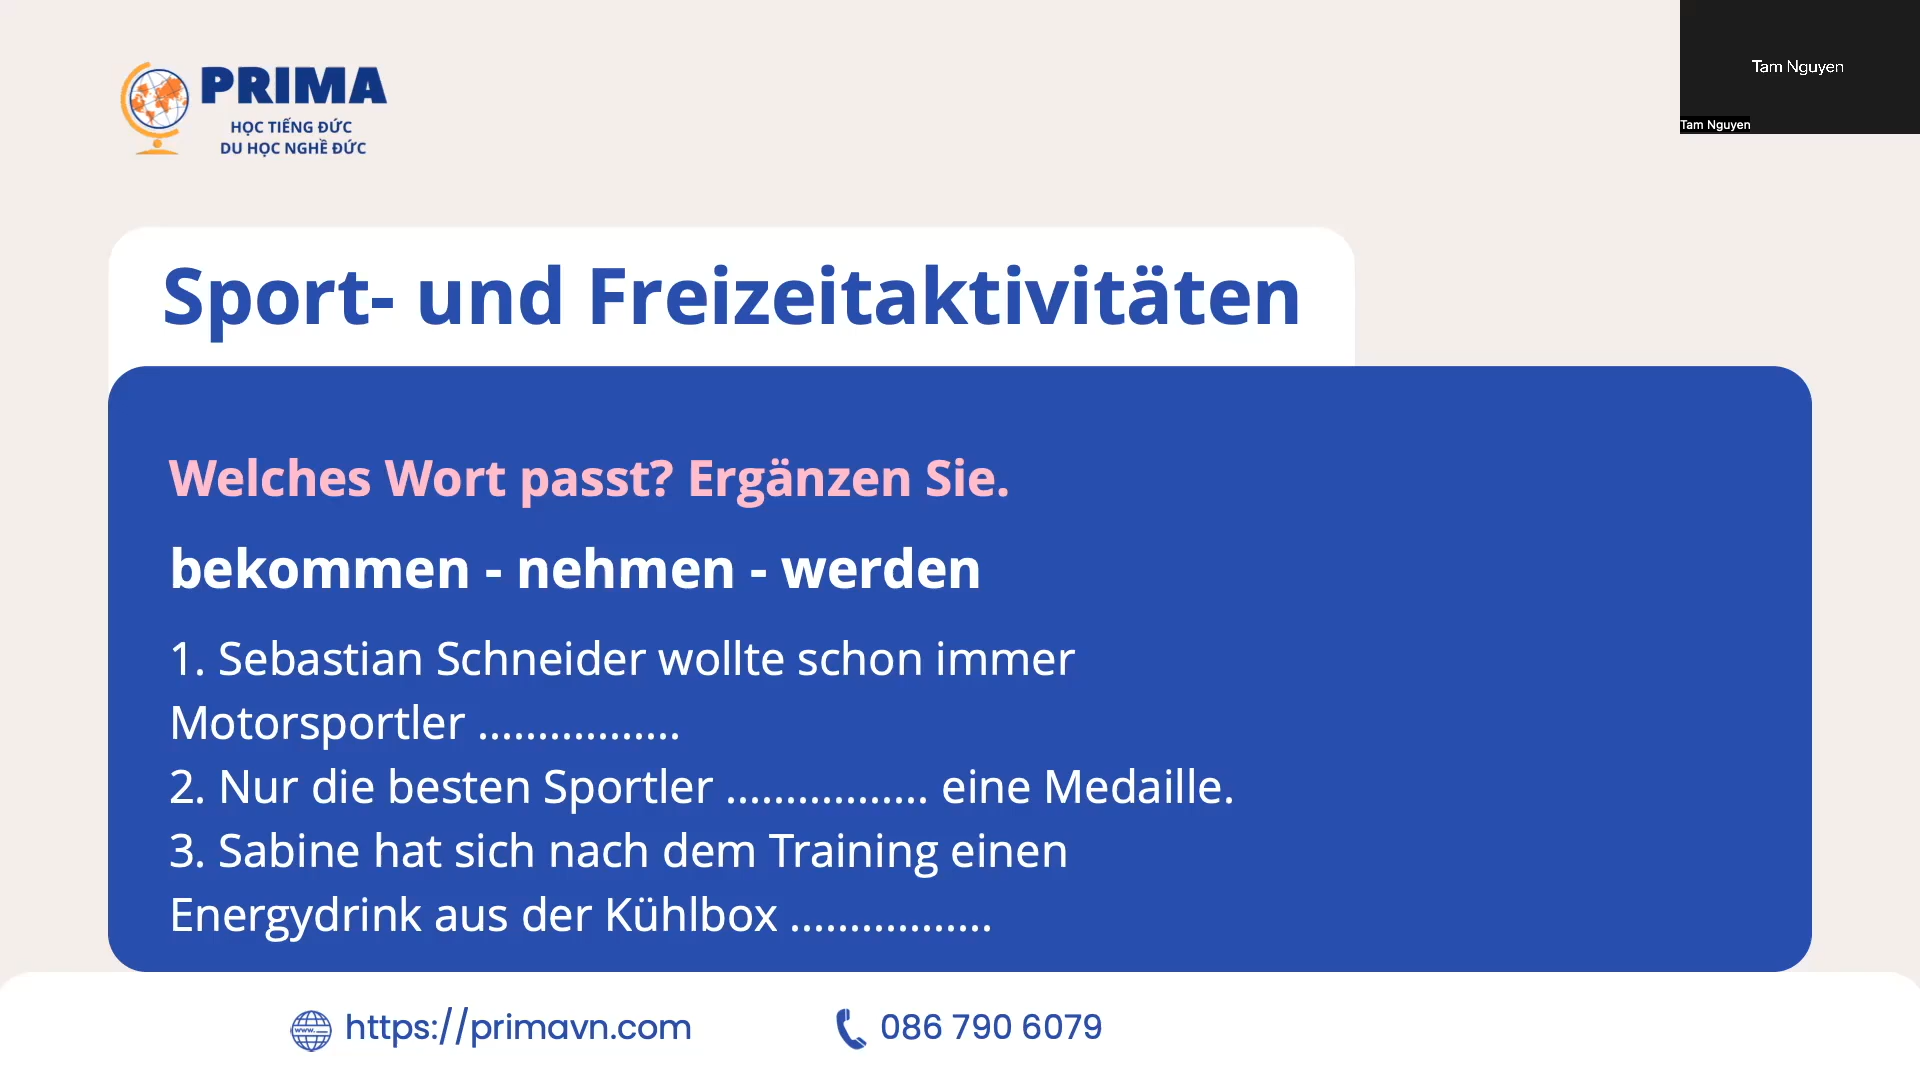 PRIMA
HỌC TIẾNG ĐỨC
DU HỌC NGHỀ ĐỨC
Tam Nguyen
Tam Nguyen
Sport- und Freizeitaktivitäten
Welches Wort passt? Ergänzen Sie.
bekommen - nehmen - werden
1. Sebastian Schneider wollte schon immer
Motorsportler .................
2. Nur die besten Sportler ................. eine Medaille.
3. Sabine hat sich nach dem Training einen
Energydrink aus der Kühlbox .................
www...
https://primavn.com
086 790 6079